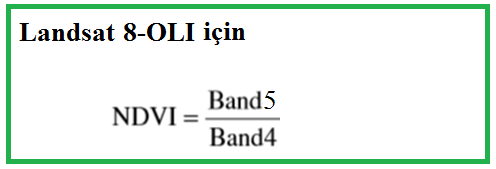 Landsat 8-OLI için
NDVI = Band5
Band4